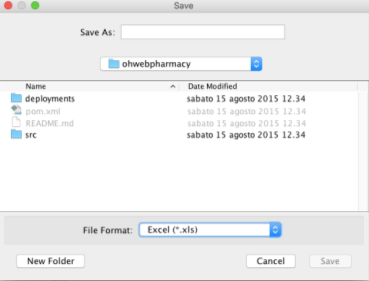 Save
Save As:
ohwebpharmacy
Name Date Modified
deployments sabato 15 agosto 2015 12.34
pom.xml sabato 15 agosto 2015 12.34
README.md sabato 15 agosto 2015 12.34
src sabato 15 agosto 2015 12.34
File Format: Excel (*.xls)
New Folder Cancel Save